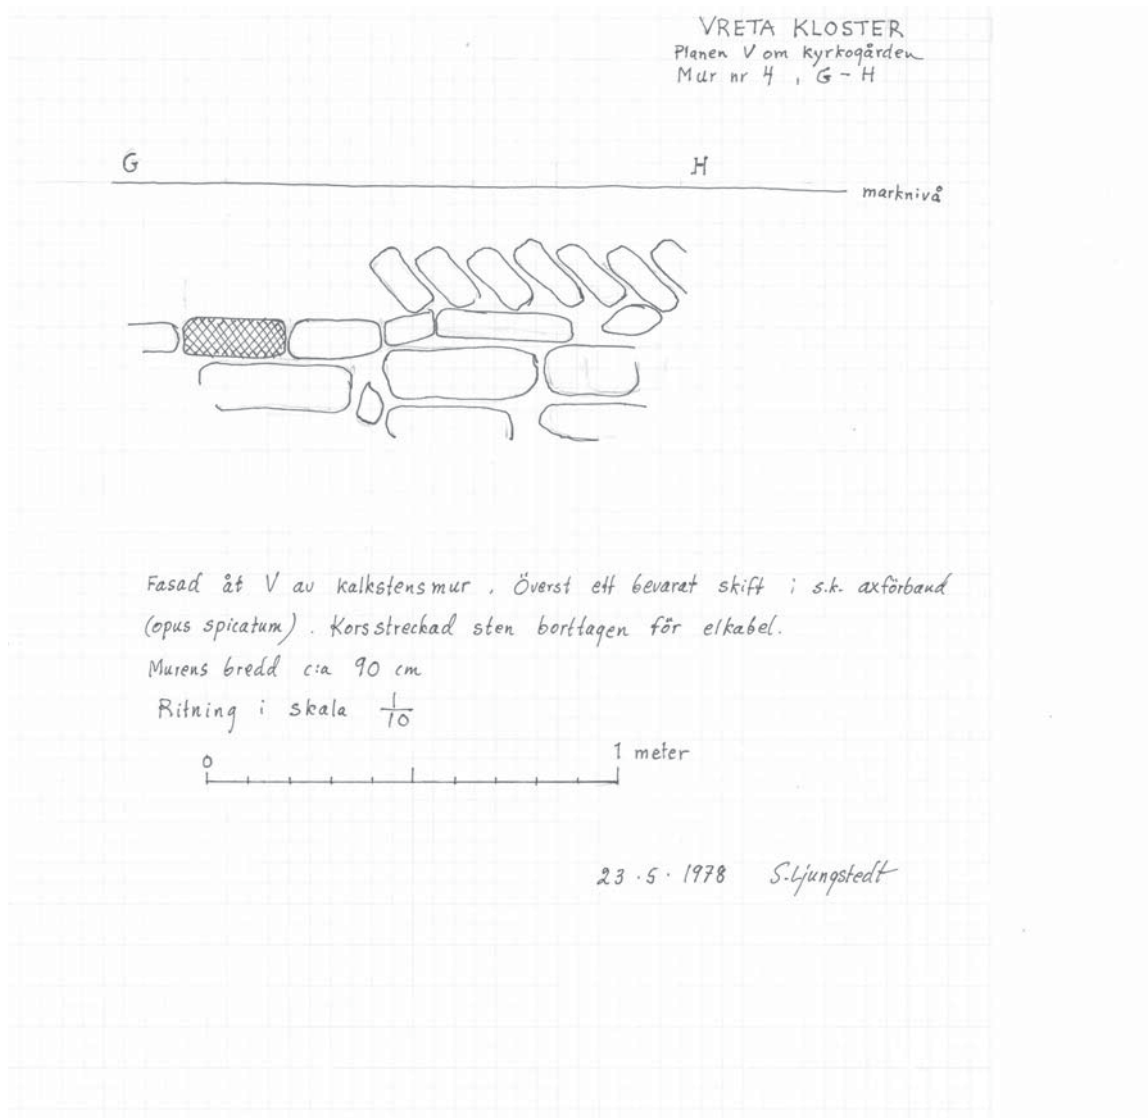 VRETA KLOSTER
Planen V om kyrkogården
Mur nr 4 , G - H
G H
marknivå
Fasad åt V av kalkstensmur . Överst ett bevarat skift i s.k. axförband
(opus spicatum) . Korsstreckad sten borttagen för elkabel.
Murens bredd c:a 90 cm
Ritning i skala 1/10
0 1 meter
23 . 5 . 1978 S. Ljungstedt